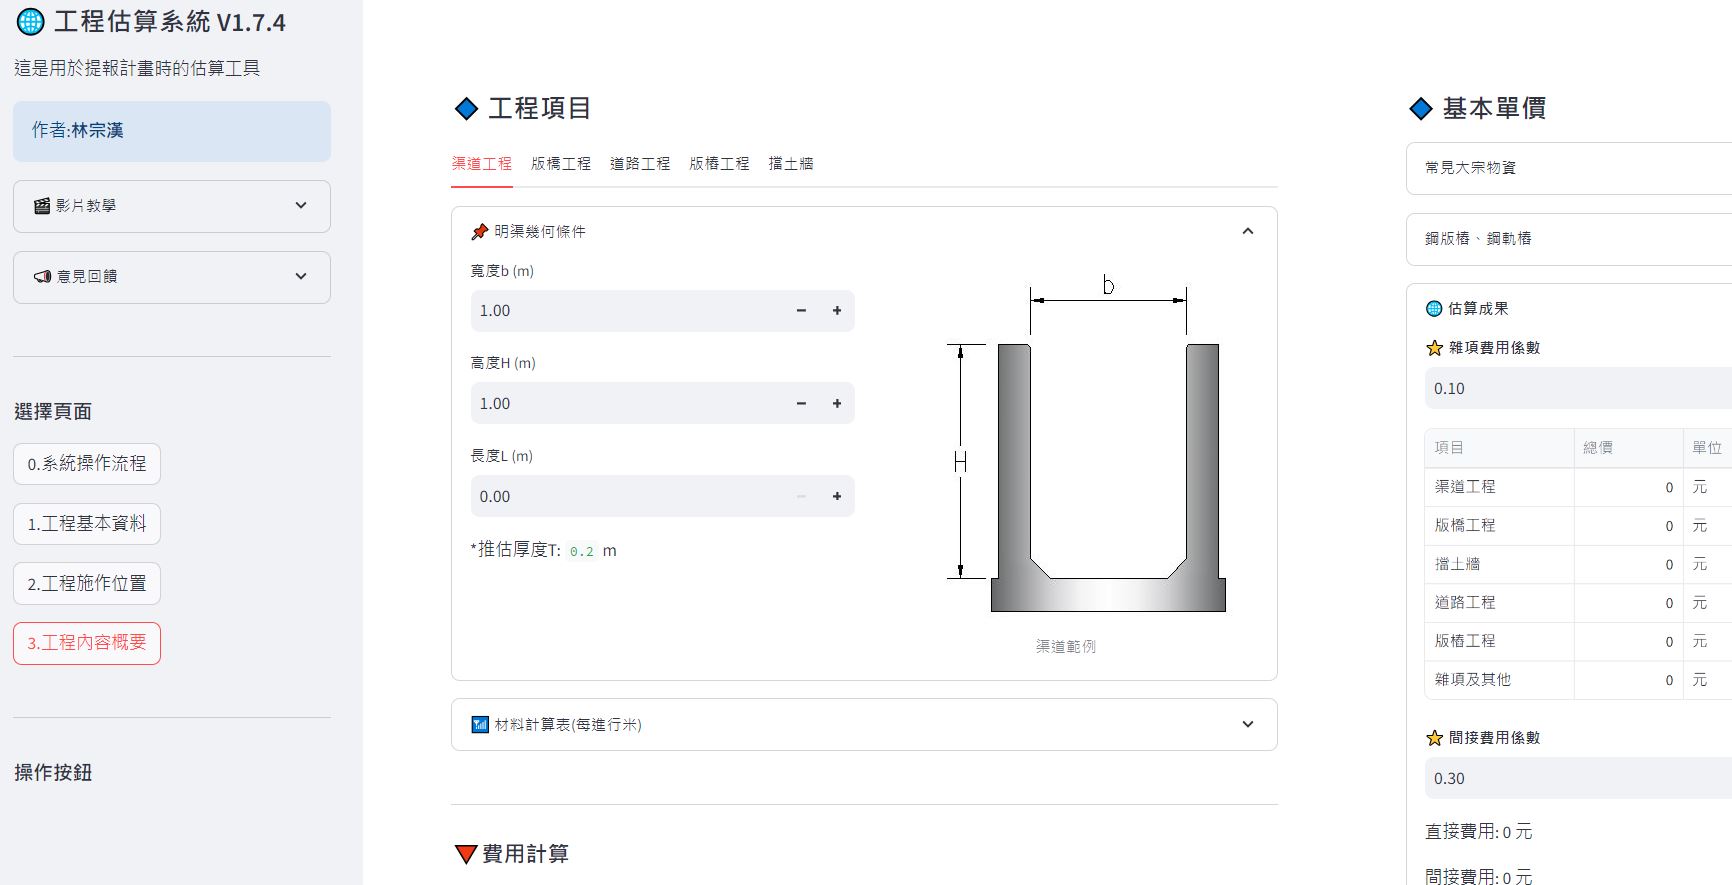 工程估算系統 V1.7.4
這是用於提報計畫時的估算工具
作者:林宗漢
影片教學
意見回饋
選擇頁面
0.系統操作流程
1.工程基本資料
2.工程施作位置
3.工程內容概要
操作按鈕
工程項目
渠道工程 版橋工程 道路工程 版樁工程 擋土牆
明渠幾何條件
寬度b (m)
1.00
高度H (m)
1.00
長度L (m)
0.00
*推估厚度T: 0.2 m
b
H
渠道範例
材料計算表(每進行米)
費用計算
基本單價
常見大宗物資
鋼版樁、鋼軌樁
估算成果
雜項費用係數
0.10
項目 總價 單位
渠道工程 0 元
版橋工程 0 元
擋土牆 0 元
道路工程 0 元
版樁工程 0 元
雜項及其他 0 元
間接費用係數
0.30
直接費用: 0 元
間接費用: 0 元